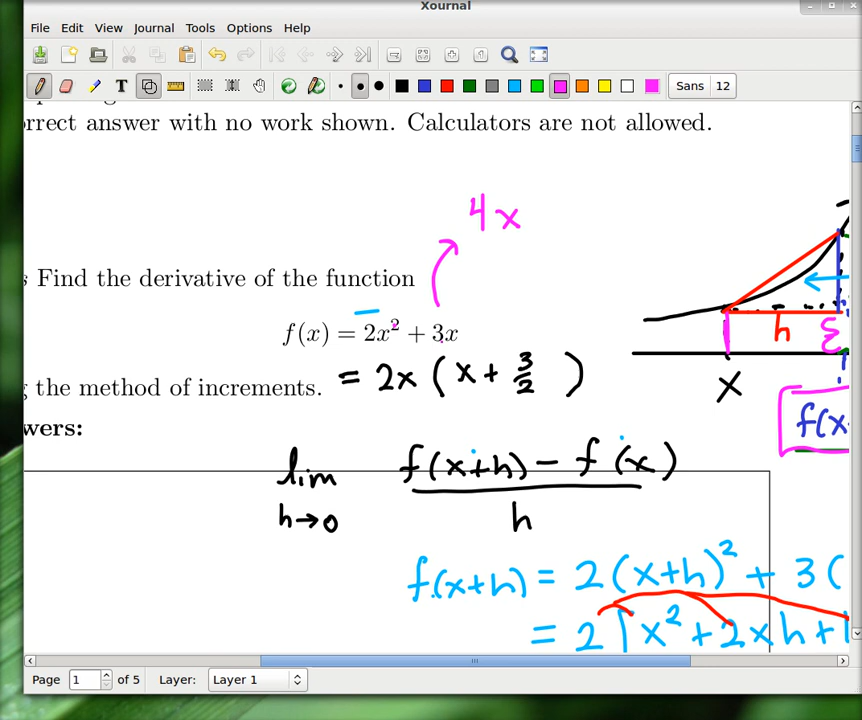 Xournal
File Edit View Journal Tools Options Help
T Sans 12
orrect answer with no work shown. Calculators are not allowed.
4x
s Find the derivative of the function
f(x) = 2x² + 3x
h
the method of increments. = 2x ( x + 3/2 )
x
wers:
f(x
lim f(x+h) - f(x)
h→0 h
f(x+h) = 2(x+h)² + 3(
= 2(x² + 2xh +
Page 1 of 5 Layer: Layer 1